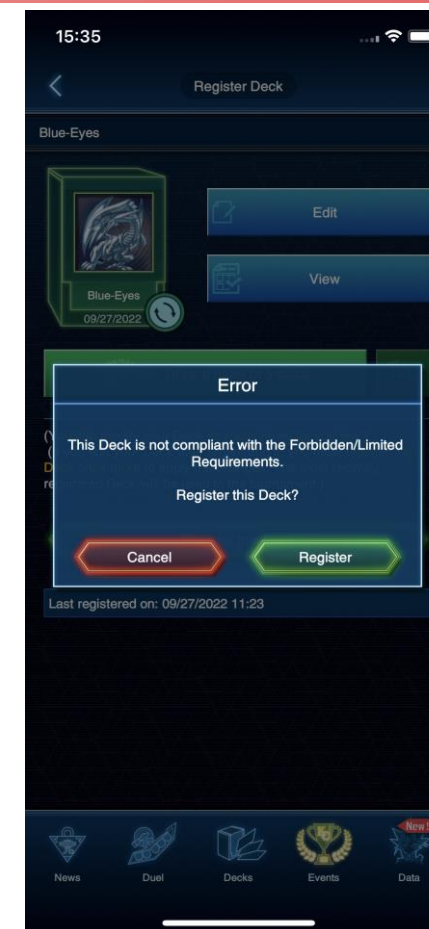 15:35
Register Deck
Blue-Eyes
Edit
View
Blue-Eyes
09/27/2022
Error
This Deck is not compliant with the Forbidden/Limited
Requirements.
Register this Deck?
Cancel
Register
Last registered on: 09/27/2022 11:23
New
News
Duel
Decks
Events
Data